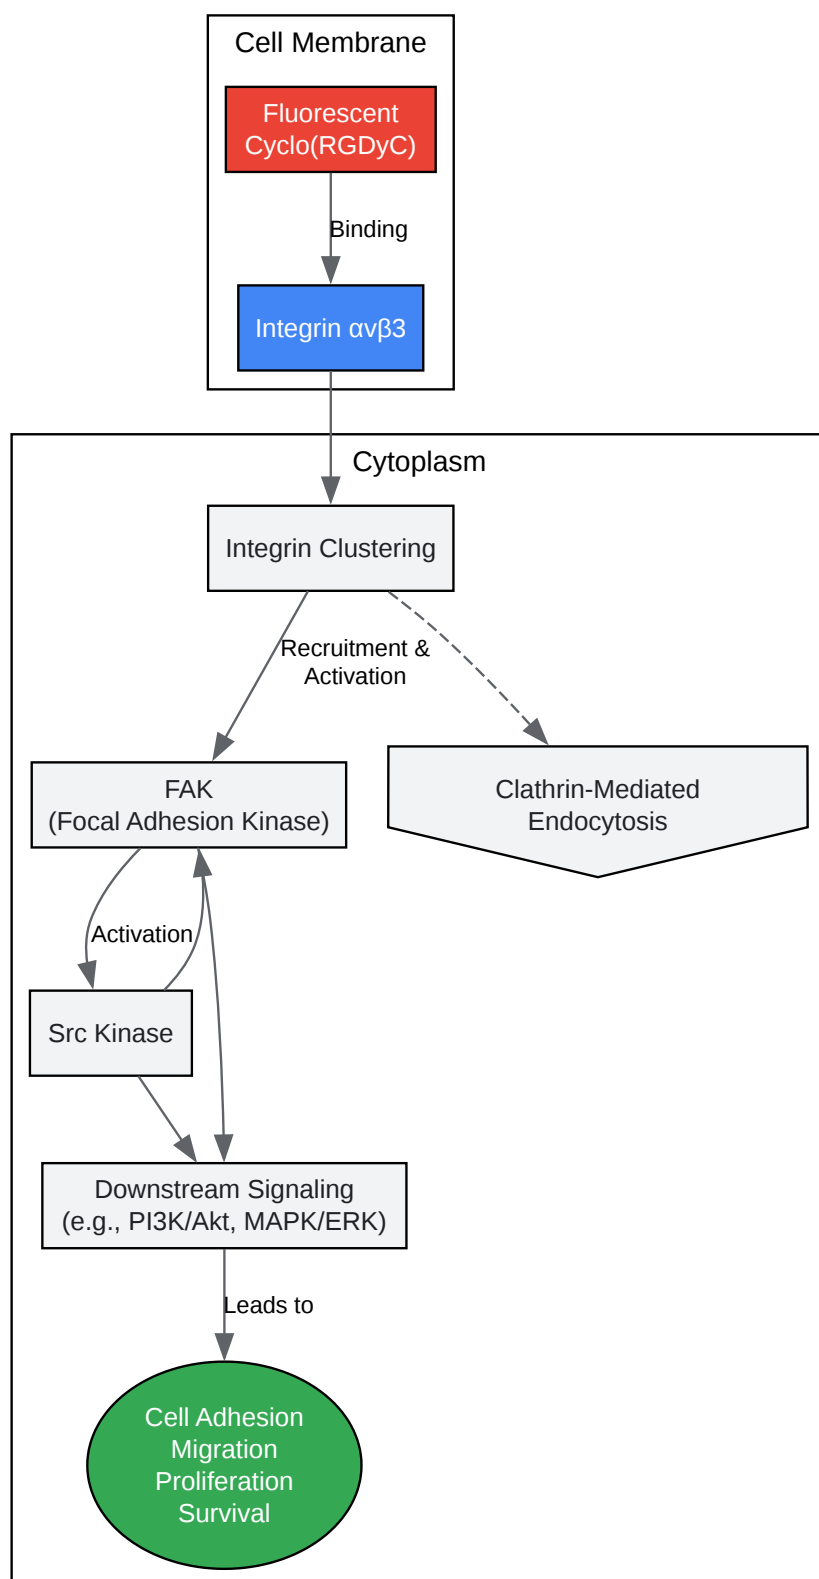 Cell Membrane
Fluorescent
Cyclo(RGDyC)
Binding
Integrin αvβ3
Cytoplasm
Integrin Clustering
Recruitment &
Activation
FAK
(Focal Adhesion Kinase)
Clathrin-Mediated
Endocytosis
Activation
Src Kinase
Downstream Signaling
(e.g., PI3K/Akt, MAPK/ERK)
Leads to
Cell Adhesion
Migration
Proliferation
Survival